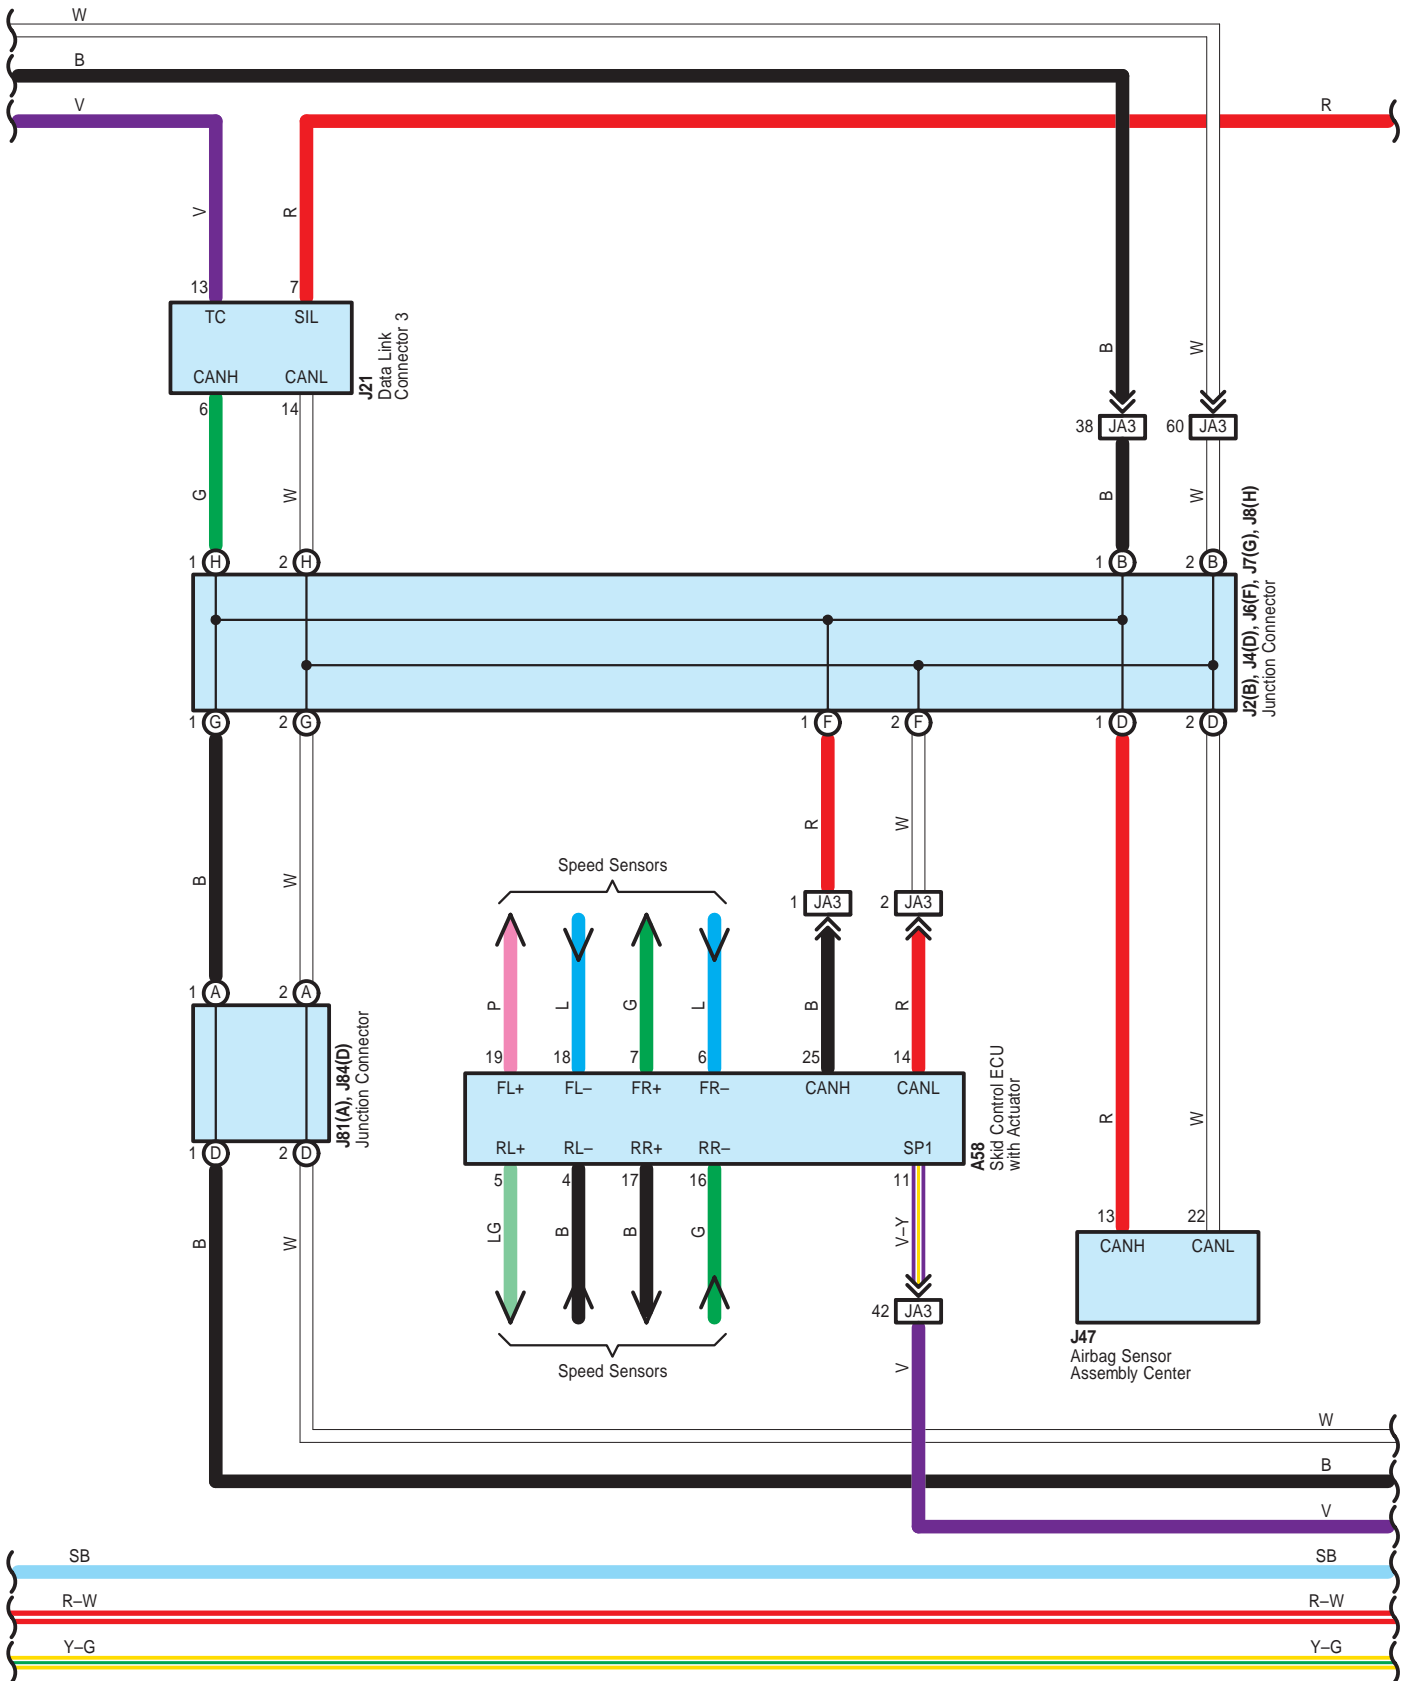 W
B
V
R
V
R
13
7
TC
SIL
CANH
CANL
J21
Data Link
Connector 3
6
14
G
W
B
W
38
JA3
60
JA3
B
W
1 H
2 H
1 B
2 B
J2(B), J4(D), J6(F), J7(G), J8(H)
Junction Connector
1 G
2 G
1 F
2 F
1 D
2 D
R
W
B
W
Speed Sensors
1
JA3
2
JA3
P
L
G
L
B
R
1 A
2 A
J81(A), J84(D)
Junction Connector
1 D
2 D
19
18
7
6
25
14
FL+
FL–
FR+
FR–
CANH
CANL
RL+
RL–
RR+
RR–
SP1
A58
Skid Control ECU
with Actuator
5
4
17
16
11
LG
B
B
G
V–Y
R
W
B
W
42
JA3
Speed Sensors
V
13
22
CANH
CANL
J47
Airbag Sensor
Assembly Center
W
B
V
SB
SB
R–W
R–W
Y–G
Y–G